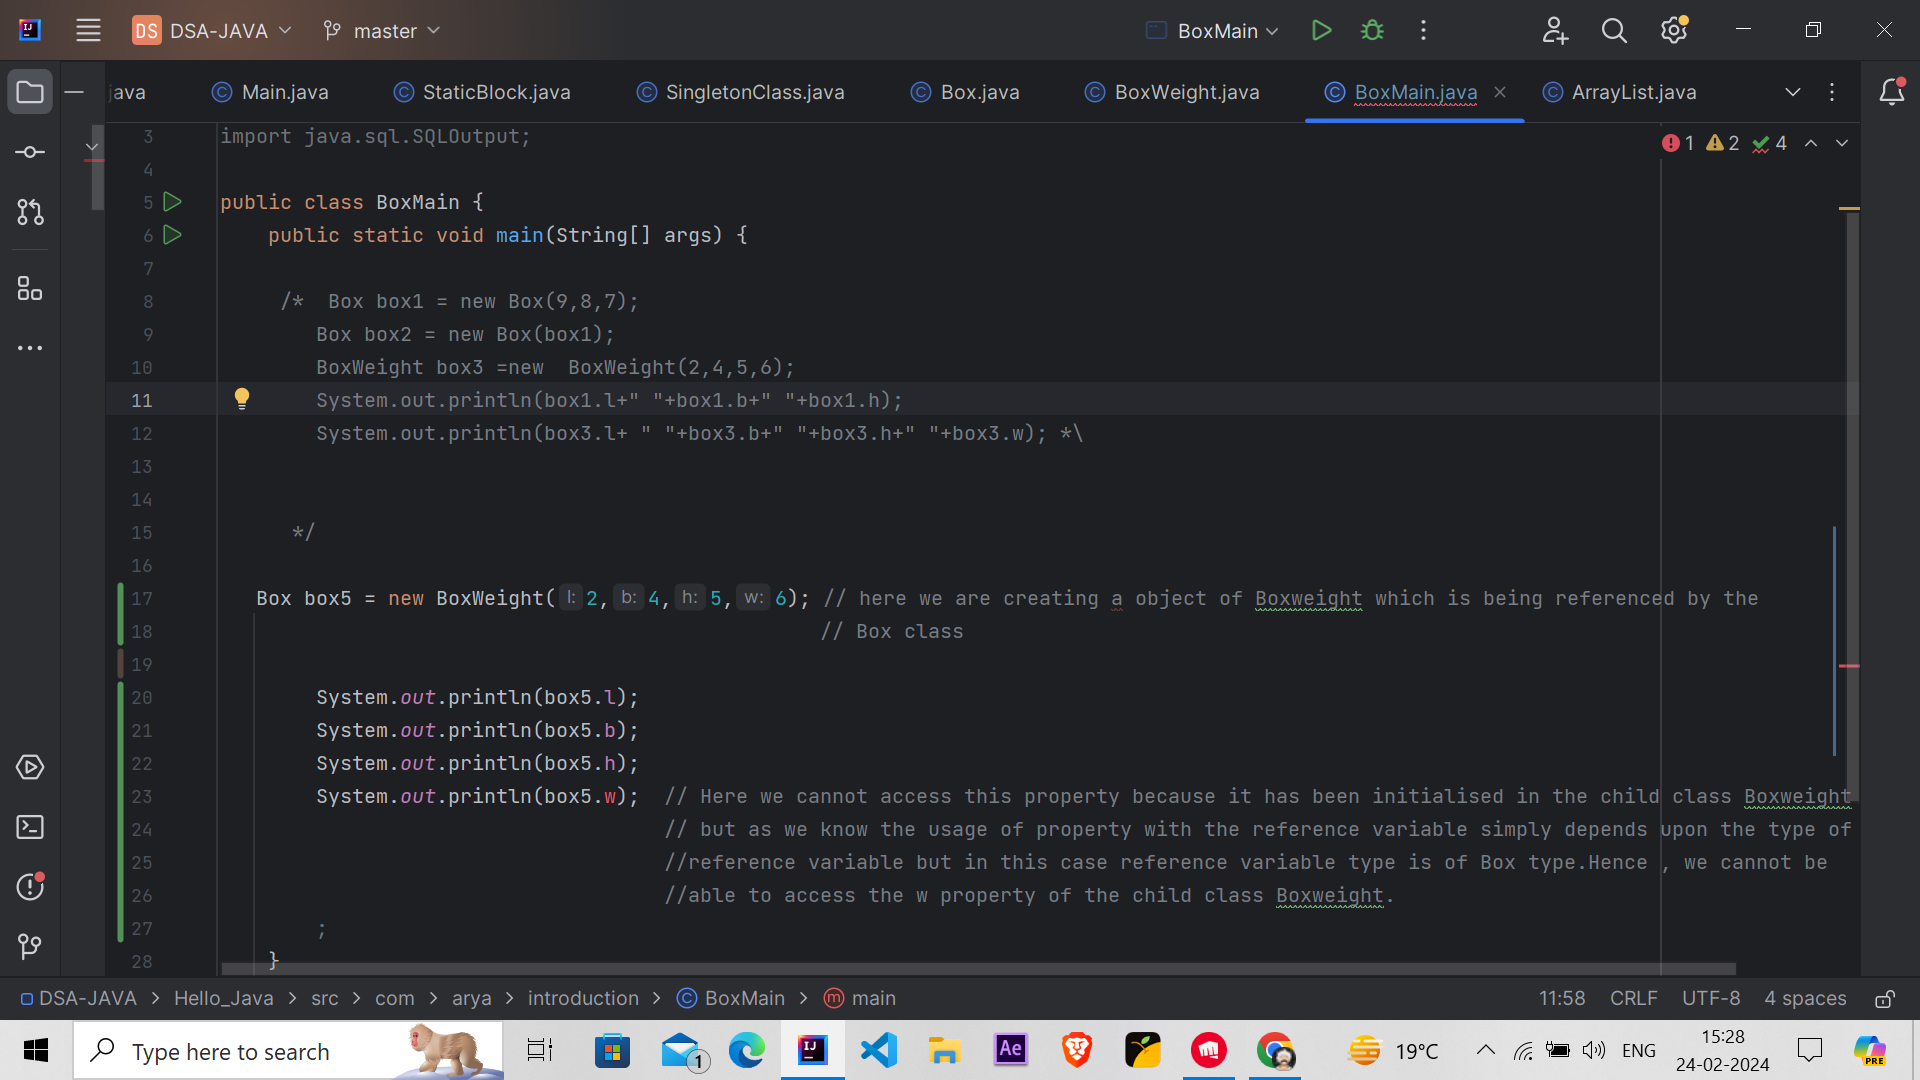 DS DSA-JAVA master BoxMain
java Main.java StaticBlock.java SingletonClass.java Box.java BoxWeight.java BoxMain.java ArrayList.java
1 2 4
3 import java.sql.SQLOutput;
4
5 public class BoxMain {
6 public static void main(String[] args) {
7
8 /* Box box1 = new Box(9,8,7);
9 Box box2 = new Box(box1);
10 BoxWeight box3 =new BoxWeight(2,4,5,6);
11 System.out.println(box1.l+" "+box1.b+" "+box1.h);
12 System.out.println(box3.l+ " "+box3.b+" "+box3.h+" "+box3.w); *\
13
14
15 */
16
17 Box box5 = new BoxWeight( l: 2, b: 4, h: 5, w: 6); // here we are creating a object of Boxweight which is being referenced by the
18 // Box class
19
20 System.out.println(box5.l);
21 System.out.println(box5.b);
22 System.out.println(box5.h);
23 System.out.println(box5.w); // Here we cannot access this property because it has been initialised in the child class Boxweight
24 // but as we know the usage of property with the reference variable simply depends upon the type of
25 //reference variable but in this case reference variable type is of Box type.Hence , we cannot be
26 //able to access the w property of the child class Boxweight.
27 ;
28 }
DSA-JAVA > Hello_Java > src > com > arya > introduction > BoxMain > main 11:58 CRLF UTF-8 4 spaces
Type here to search 1 Ae 19°C ENG 15:28
24-02-2024
PRE